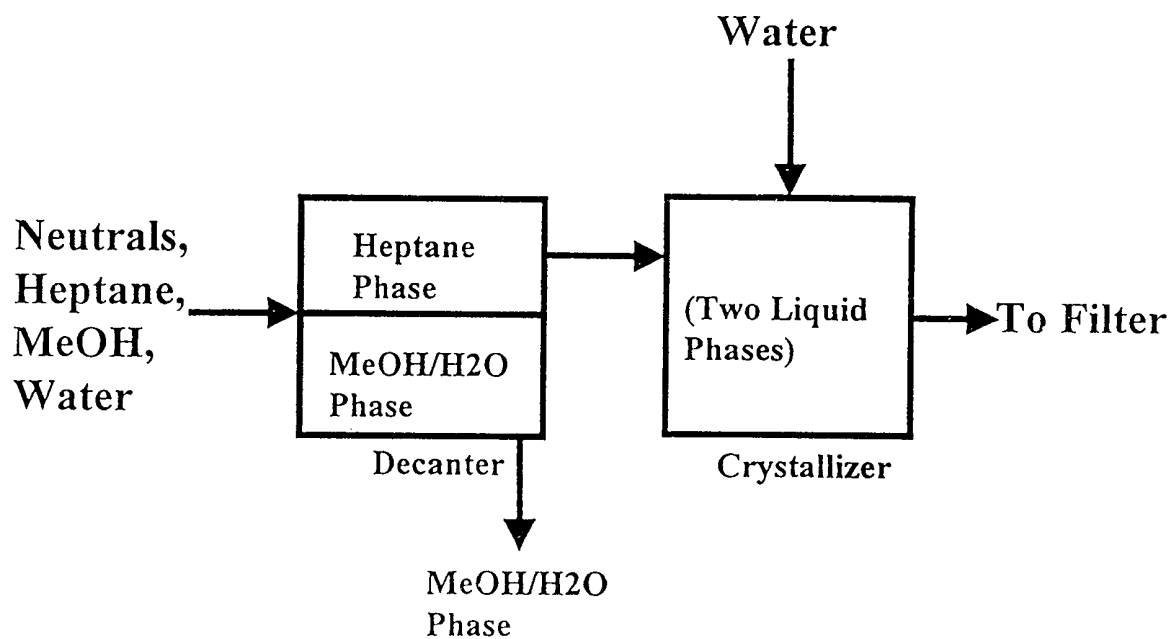 Water
Neutrals,
Heptane,
MeOH,
Water
Heptane
Phase
MeOH/H2O
Phase
Decanter
MeOH/H2O
Phase
(Two Liquid
Phases)
Crystallizer
To Filter